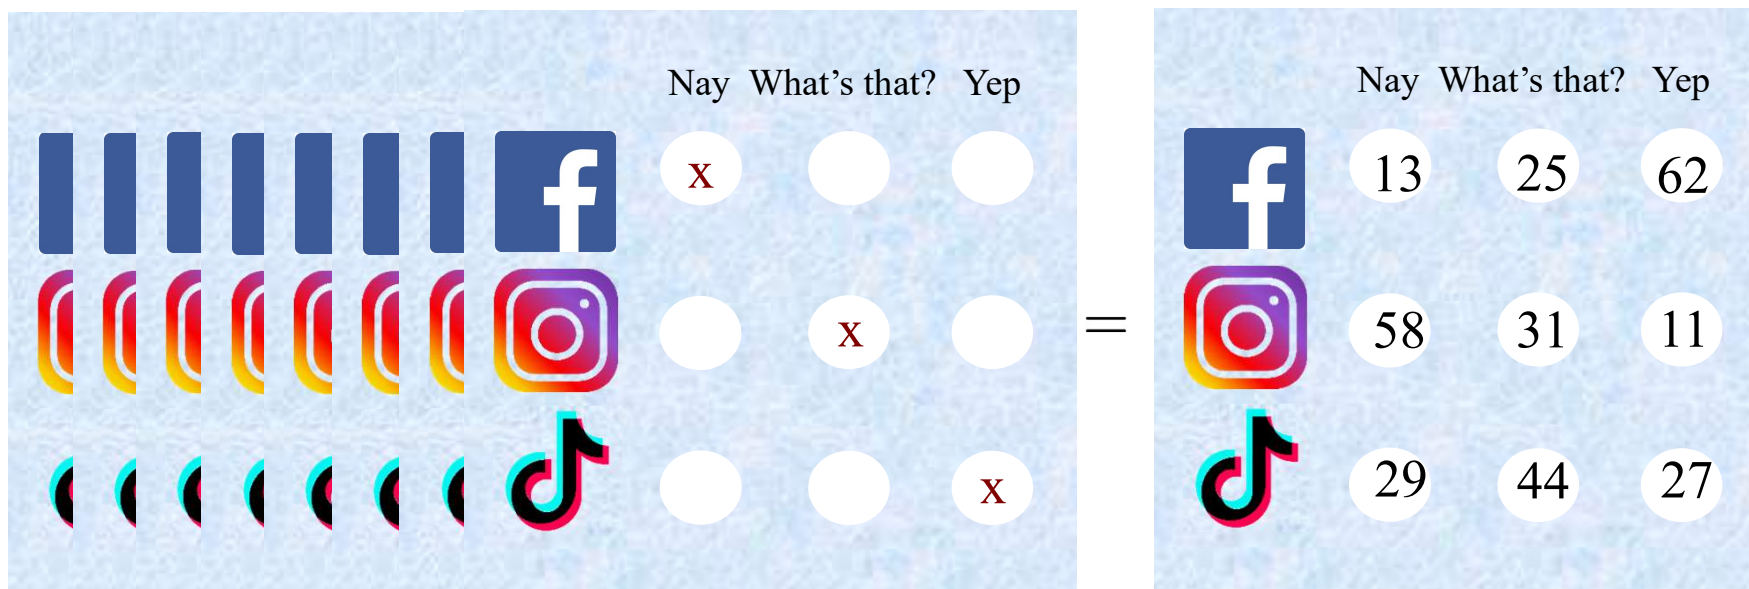 Nay What's that? Yep
x
x
x
=
Nay What's that? Yep
13 25 62
58 31 11
29 44 27